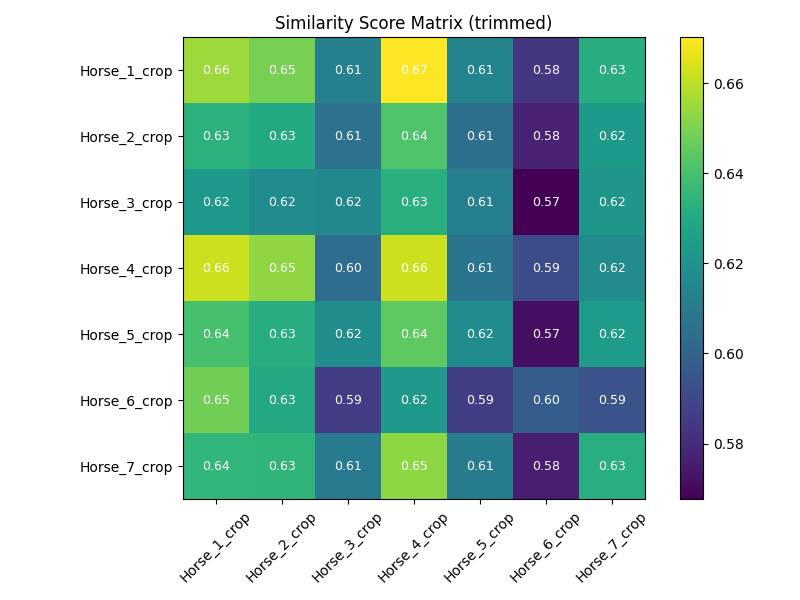 Similarity Score Matrix (trimmed)
Horse_1_crop 0.66 0.65 0.61 0.67 0.61 0.58 0.63
Horse_2_crop 0.63 0.63 0.61 0.64 0.61 0.58 0.62
Horse_3_crop 0.62 0.62 0.62 0.63 0.61 0.57 0.62
Horse_4_crop 0.66 0.65 0.60 0.66 0.61 0.59 0.62
Horse_5_crop 0.64 0.63 0.62 0.64 0.62 0.57 0.62
Horse_6_crop 0.65 0.63 0.59 0.62 0.59 0.60 0.59
Horse_7_crop 0.64 0.63 0.61 0.65 0.61 0.58 0.63
Horse_1_crop Horse_2_crop Horse_3_crop Horse_4_crop Horse_5_crop Horse_6_crop Horse_7_crop
0.66
0.64
0.62
0.60
0.58